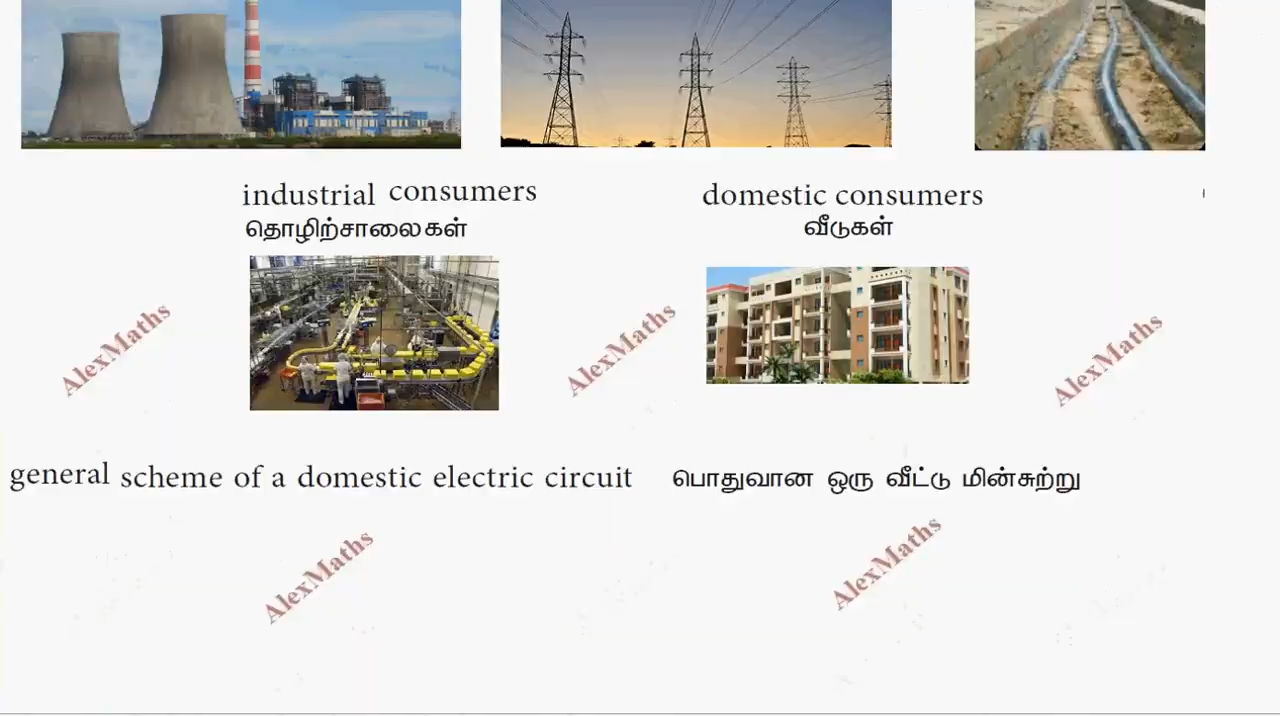 industrial consumers
தொழிற்சாலைகள்
domestic consumers
வீடுகள்
AlexMaths
AlexMaths
AlexMaths
general scheme of a domestic electric circuit
பொதுவான ஒரு வீட்டு மின்சுற்று
AlexMaths
AlexMaths